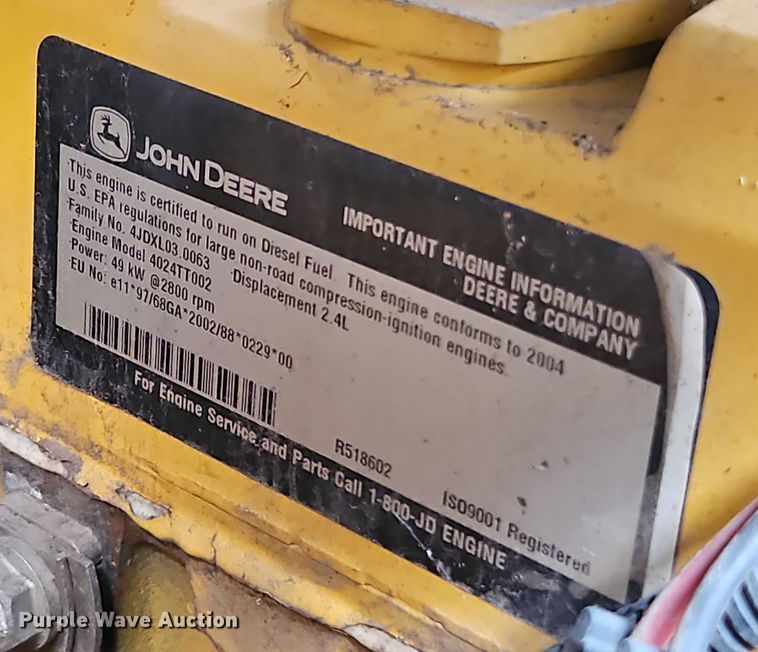 JOHN DEERE
IMPORTANT ENGINE INFORMATION
DEERE & COMPANY
This engine is certified to run on Diesel Fuel. This engine conforms to 2004
U.S. EPA regulations for large non-road compression-ignition engines.
Family No. 4JDXL03.0063 Displacement 2.4L
Engine Model 4024TT002
Power: 49 kW @2800 rpm
EU No: e11*97/68GA*2002/88*0229*00
R518602
ISO9001 Registered
For Engine Service and Parts Call 1-800-JD ENGINE
Purple Wave Auction